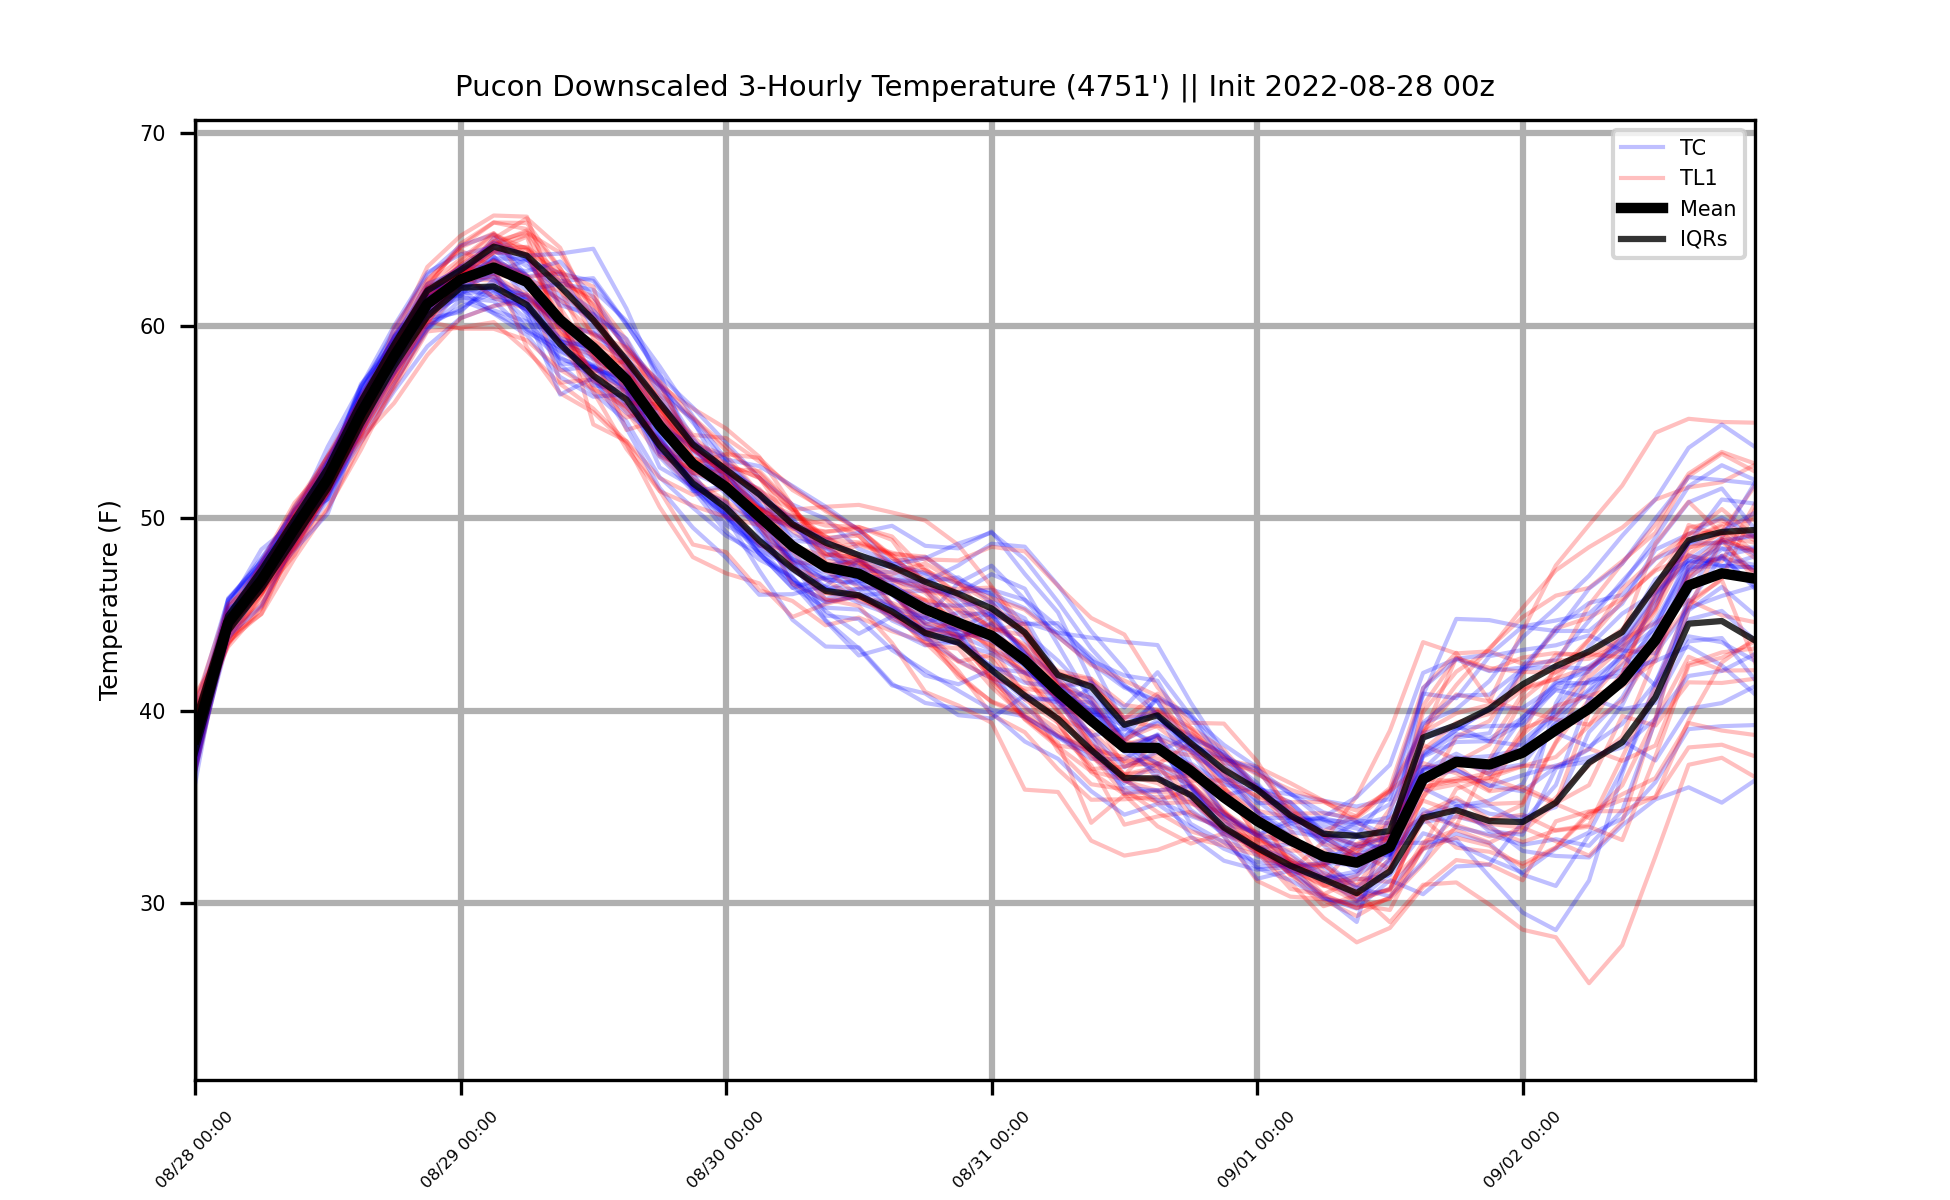 Pucon Downscaled 3-Hourly Temperature (4751') || Init 2022-08-28 00z
70
60
50
40
30
Temperature (F)
TC
TL1
Mean
IQRs
08/28 00:00
08/29 00:00
08/30 00:00
08/31 00:00
09/01 00:00
09/02 00:00